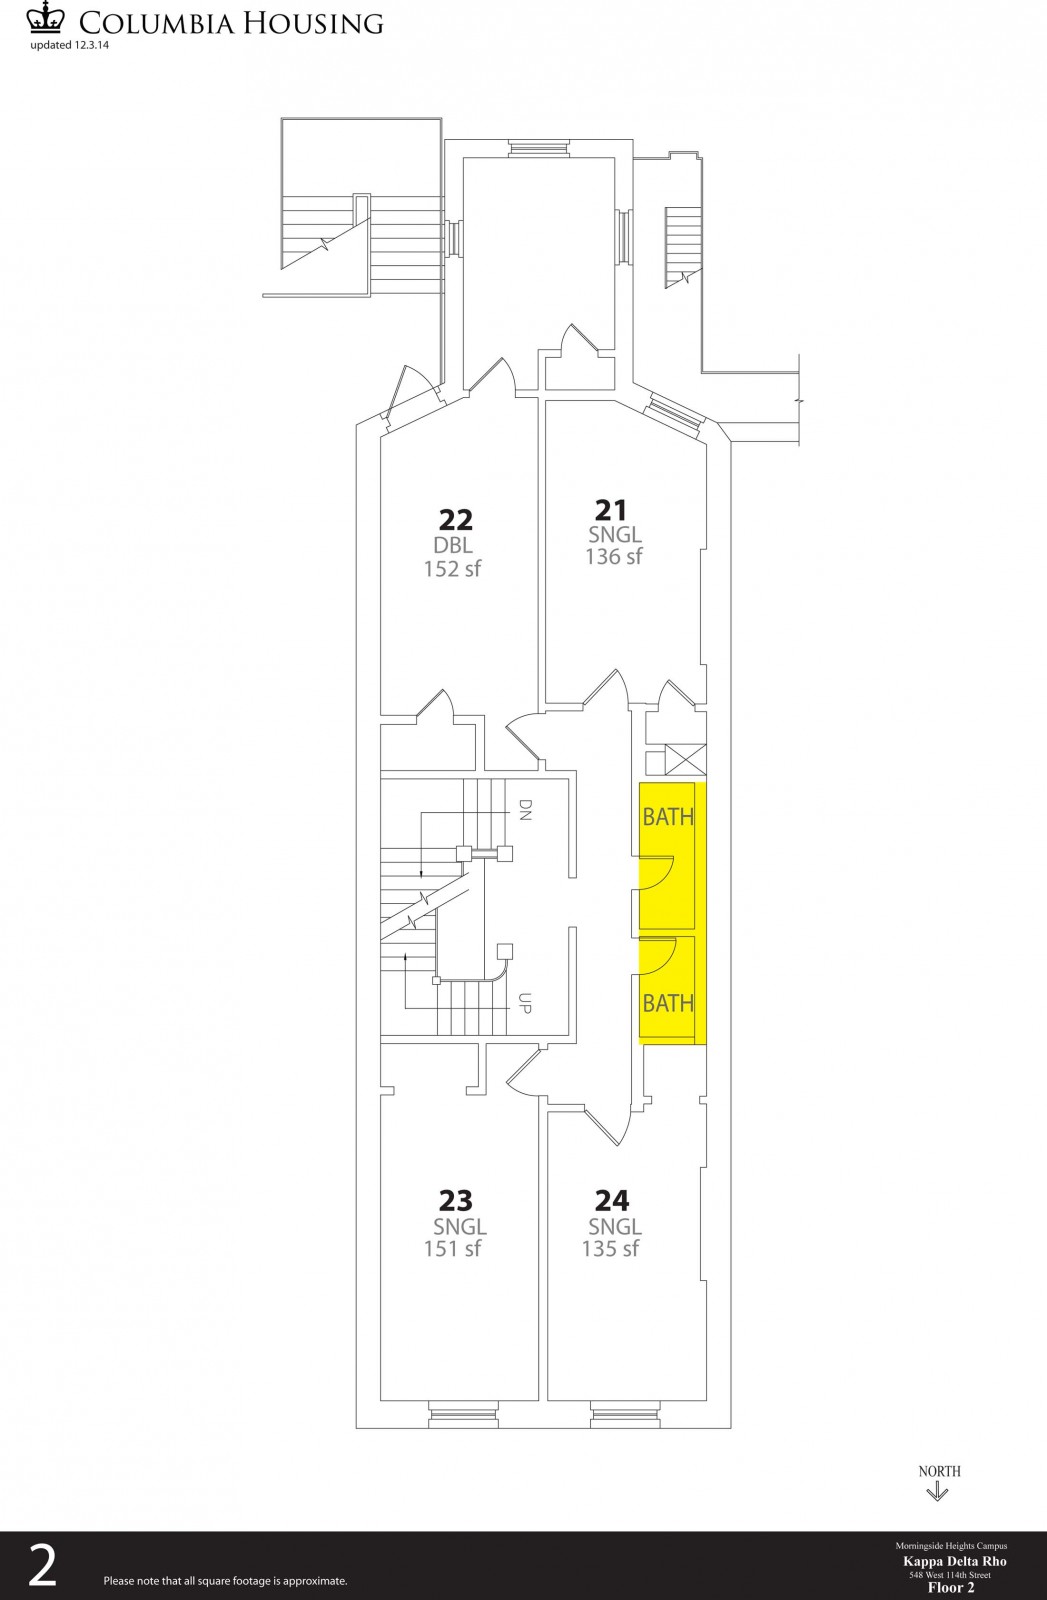 COLUMBIA HOUSING
updated 12.3.14
22
DBL
152 sf
21
SNGL
136 sf
DN
BATH
UP
BATH
23
SNGL
151 sf
24
SNGL
135 sf
NORTH
2
Please note that all square footage is approximate.
Morningside Heights Campus
Kappa Delta Rho
548 West 114th Street
Floor 2